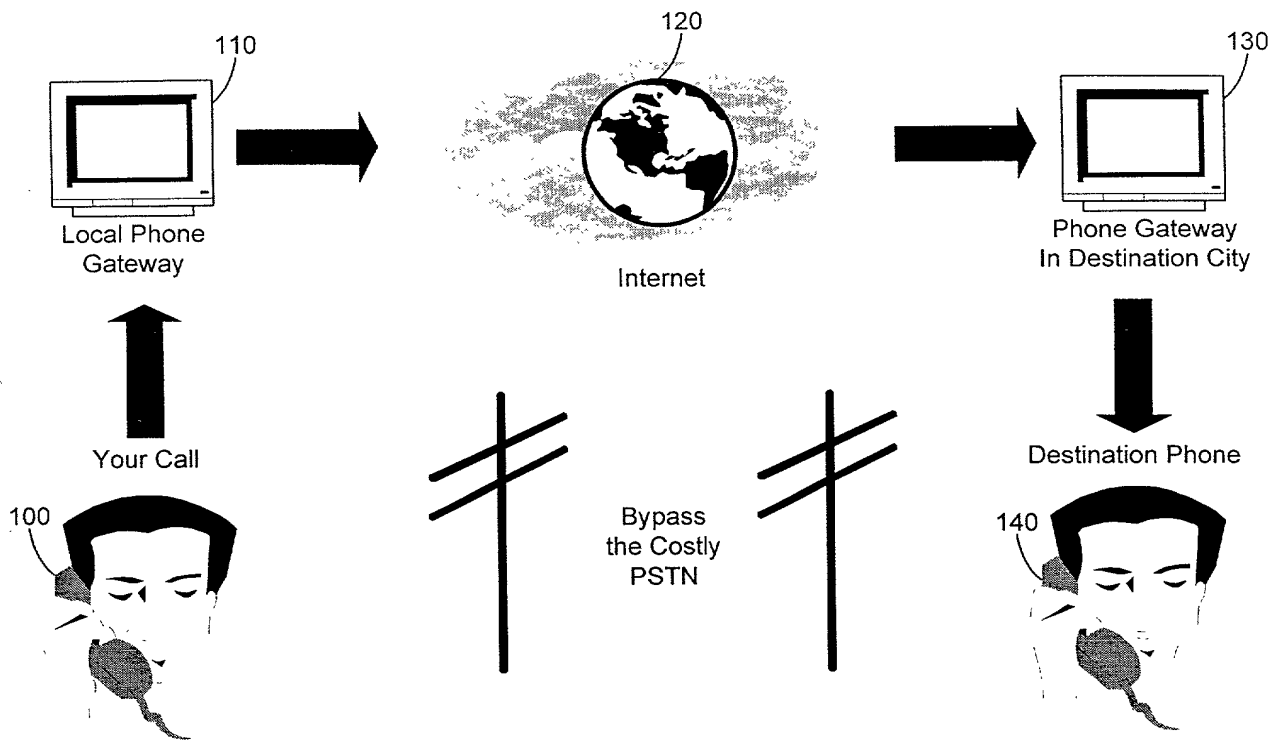 110
120
130
Local Phone
Gateway
Internet
Phone Gateway
In Destination City
Your Call
Destination Phone
100
Bypass
the Costly
PSTN
140